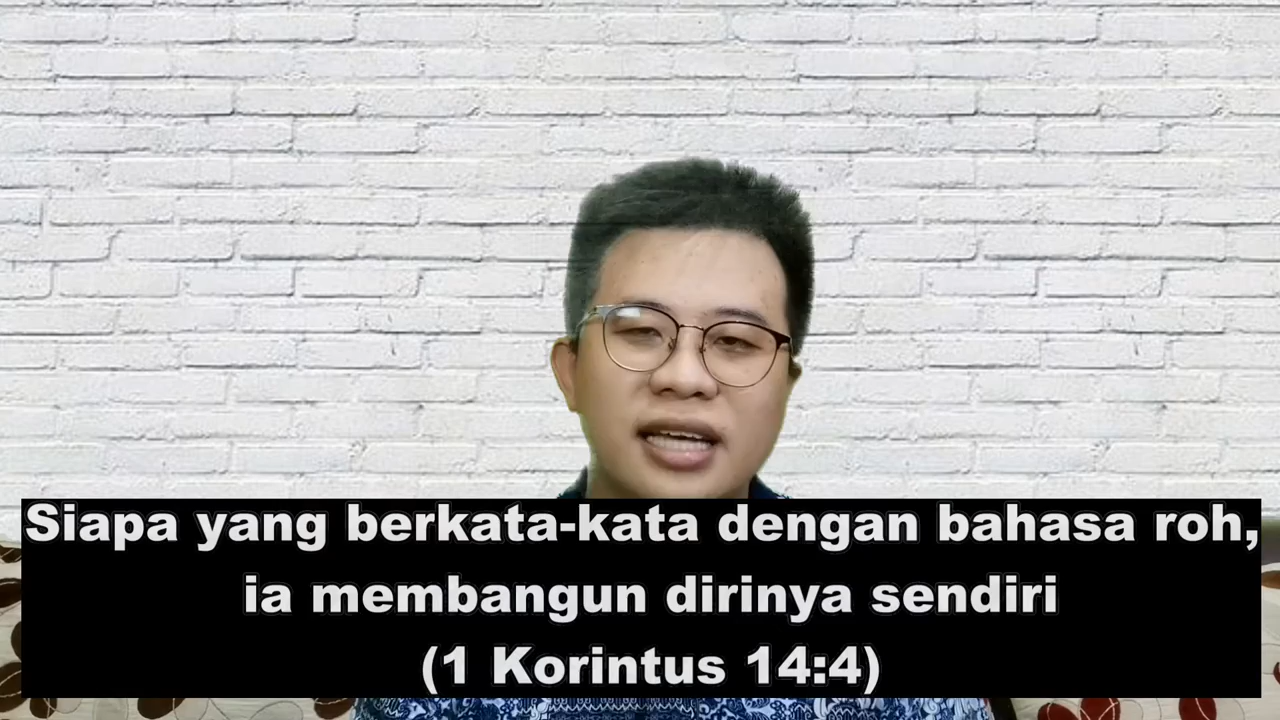 Siapa yang berkata-kata dengan bahasa roh,
ia membangun dirinya sendiri
(1 Korintus 14:4)